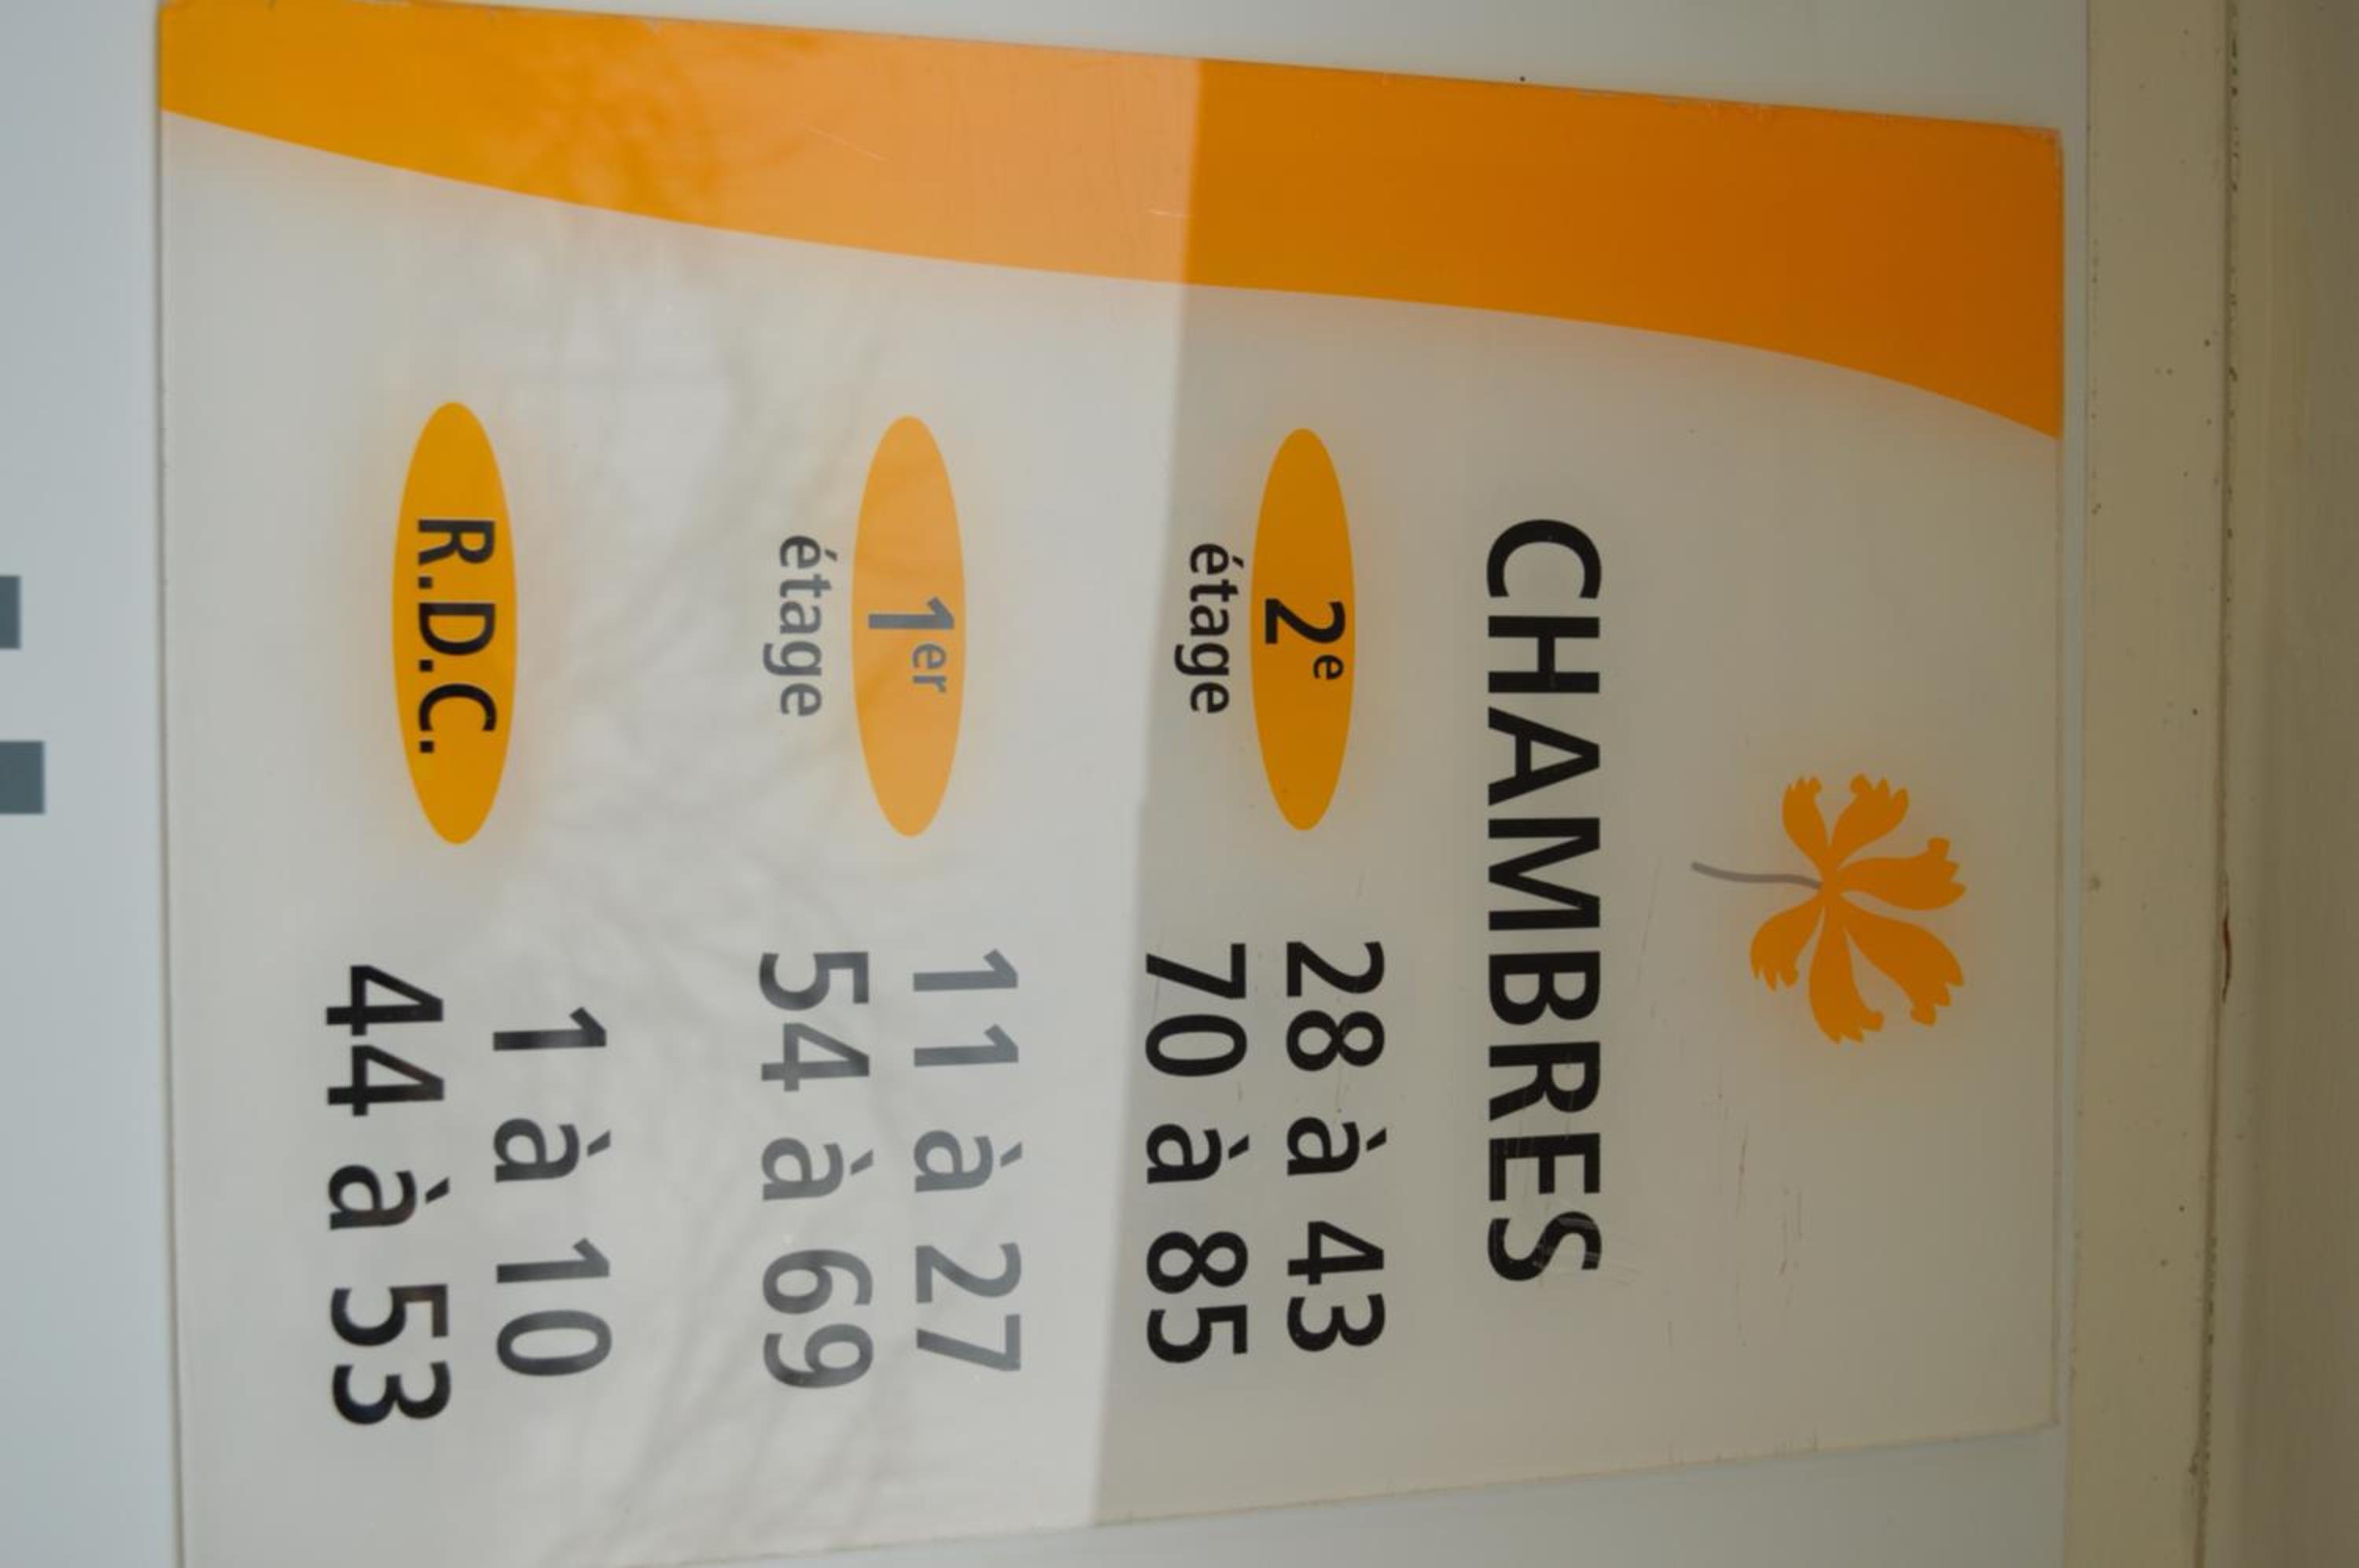 CHAMBRES
2e 28 à 43
étage 70 à 85
1er 11 à 27
étage 54 à 69
R.D.C. 1 à 10
44 à 53